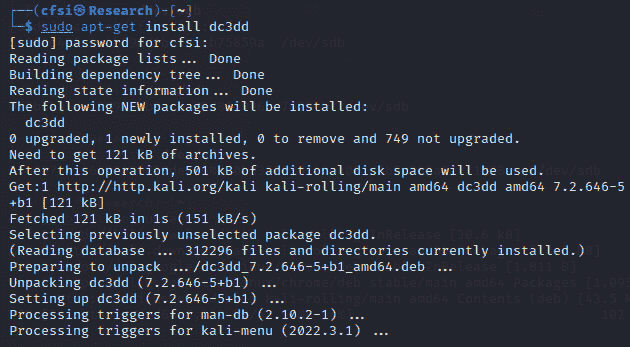 ┌──(cfsi㉿Research)-[~]
└─$ sudo apt-get install dc3dd
[sudo] password for cfsi:
Reading package lists... Done
Building dependency tree... Done
Reading state information... Done
The following NEW packages will be installed:
  dc3dd
0 upgraded, 1 newly installed, 0 to remove and 749 not upgraded.
Need to get 121 kB of archives.
After this operation, 501 kB of additional disk space will be used.
Get:1 http://http.kali.org/kali kali-rolling/main amd64 dc3dd amd64 7.2.646-5
+b1 [121 kB]
Fetched 121 kB in 1s (151 kB/s)
Selecting previously unselected package dc3dd.
(Reading database ... 312296 files and directories currently installed.)
Preparing to unpack .../dc3dd_7.2.646-5+b1_amd64.deb ...
Unpacking dc3dd (7.2.646-5+b1) ...
Setting up dc3dd (7.2.646-5+b1) ...
Processing triggers for man-db (2.10.2-1) ...
Processing triggers for kali-menu (2022.3.1) ...